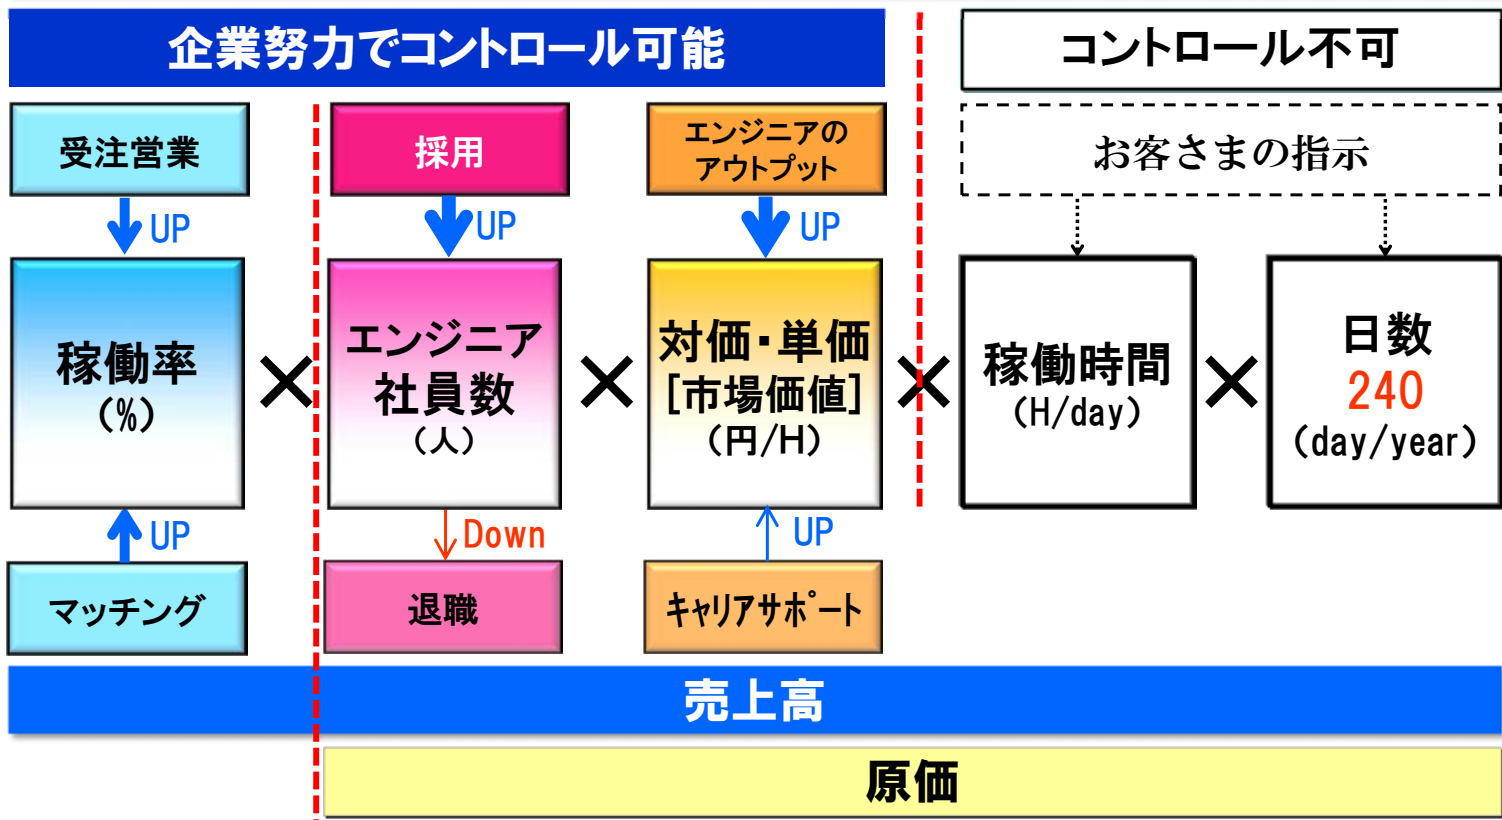 企業努力でコントロール可能
コントロール不可
受注営業
採用
エンジニアの
アウトプット
お客さまの指示
UP
UP
UP
稼働率
(%)
×
エンジニア
社員数
(人)
×
対価・単価
[市場価値]
(円/H)
×
稼働時間
(H/day)
×
日数
240
(day/year)
UP
Down
UP
マッチング
退職
キャリアサポート
売上高
原価